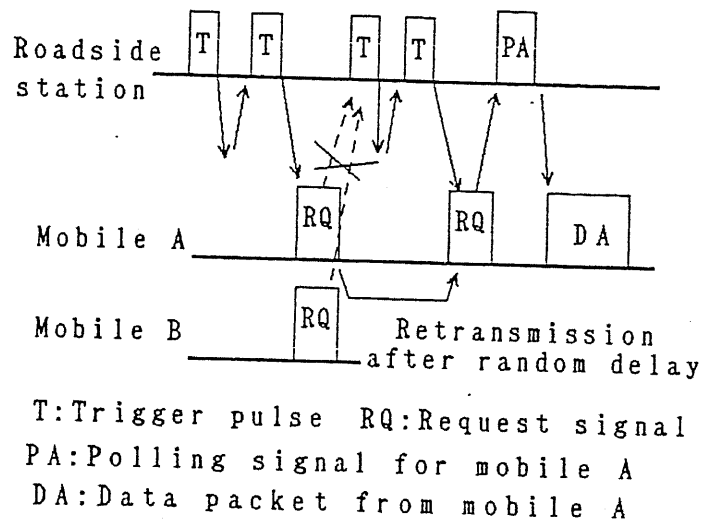 T T T T PA
Roadside
station
RQ RQ DA
Mobile A
RQ
Mobile B
Retransmission
after random delay
T:Trigger pulse RQ:Request signal
PA:Polling signal for mobile A
DA:Data packet from mobile A